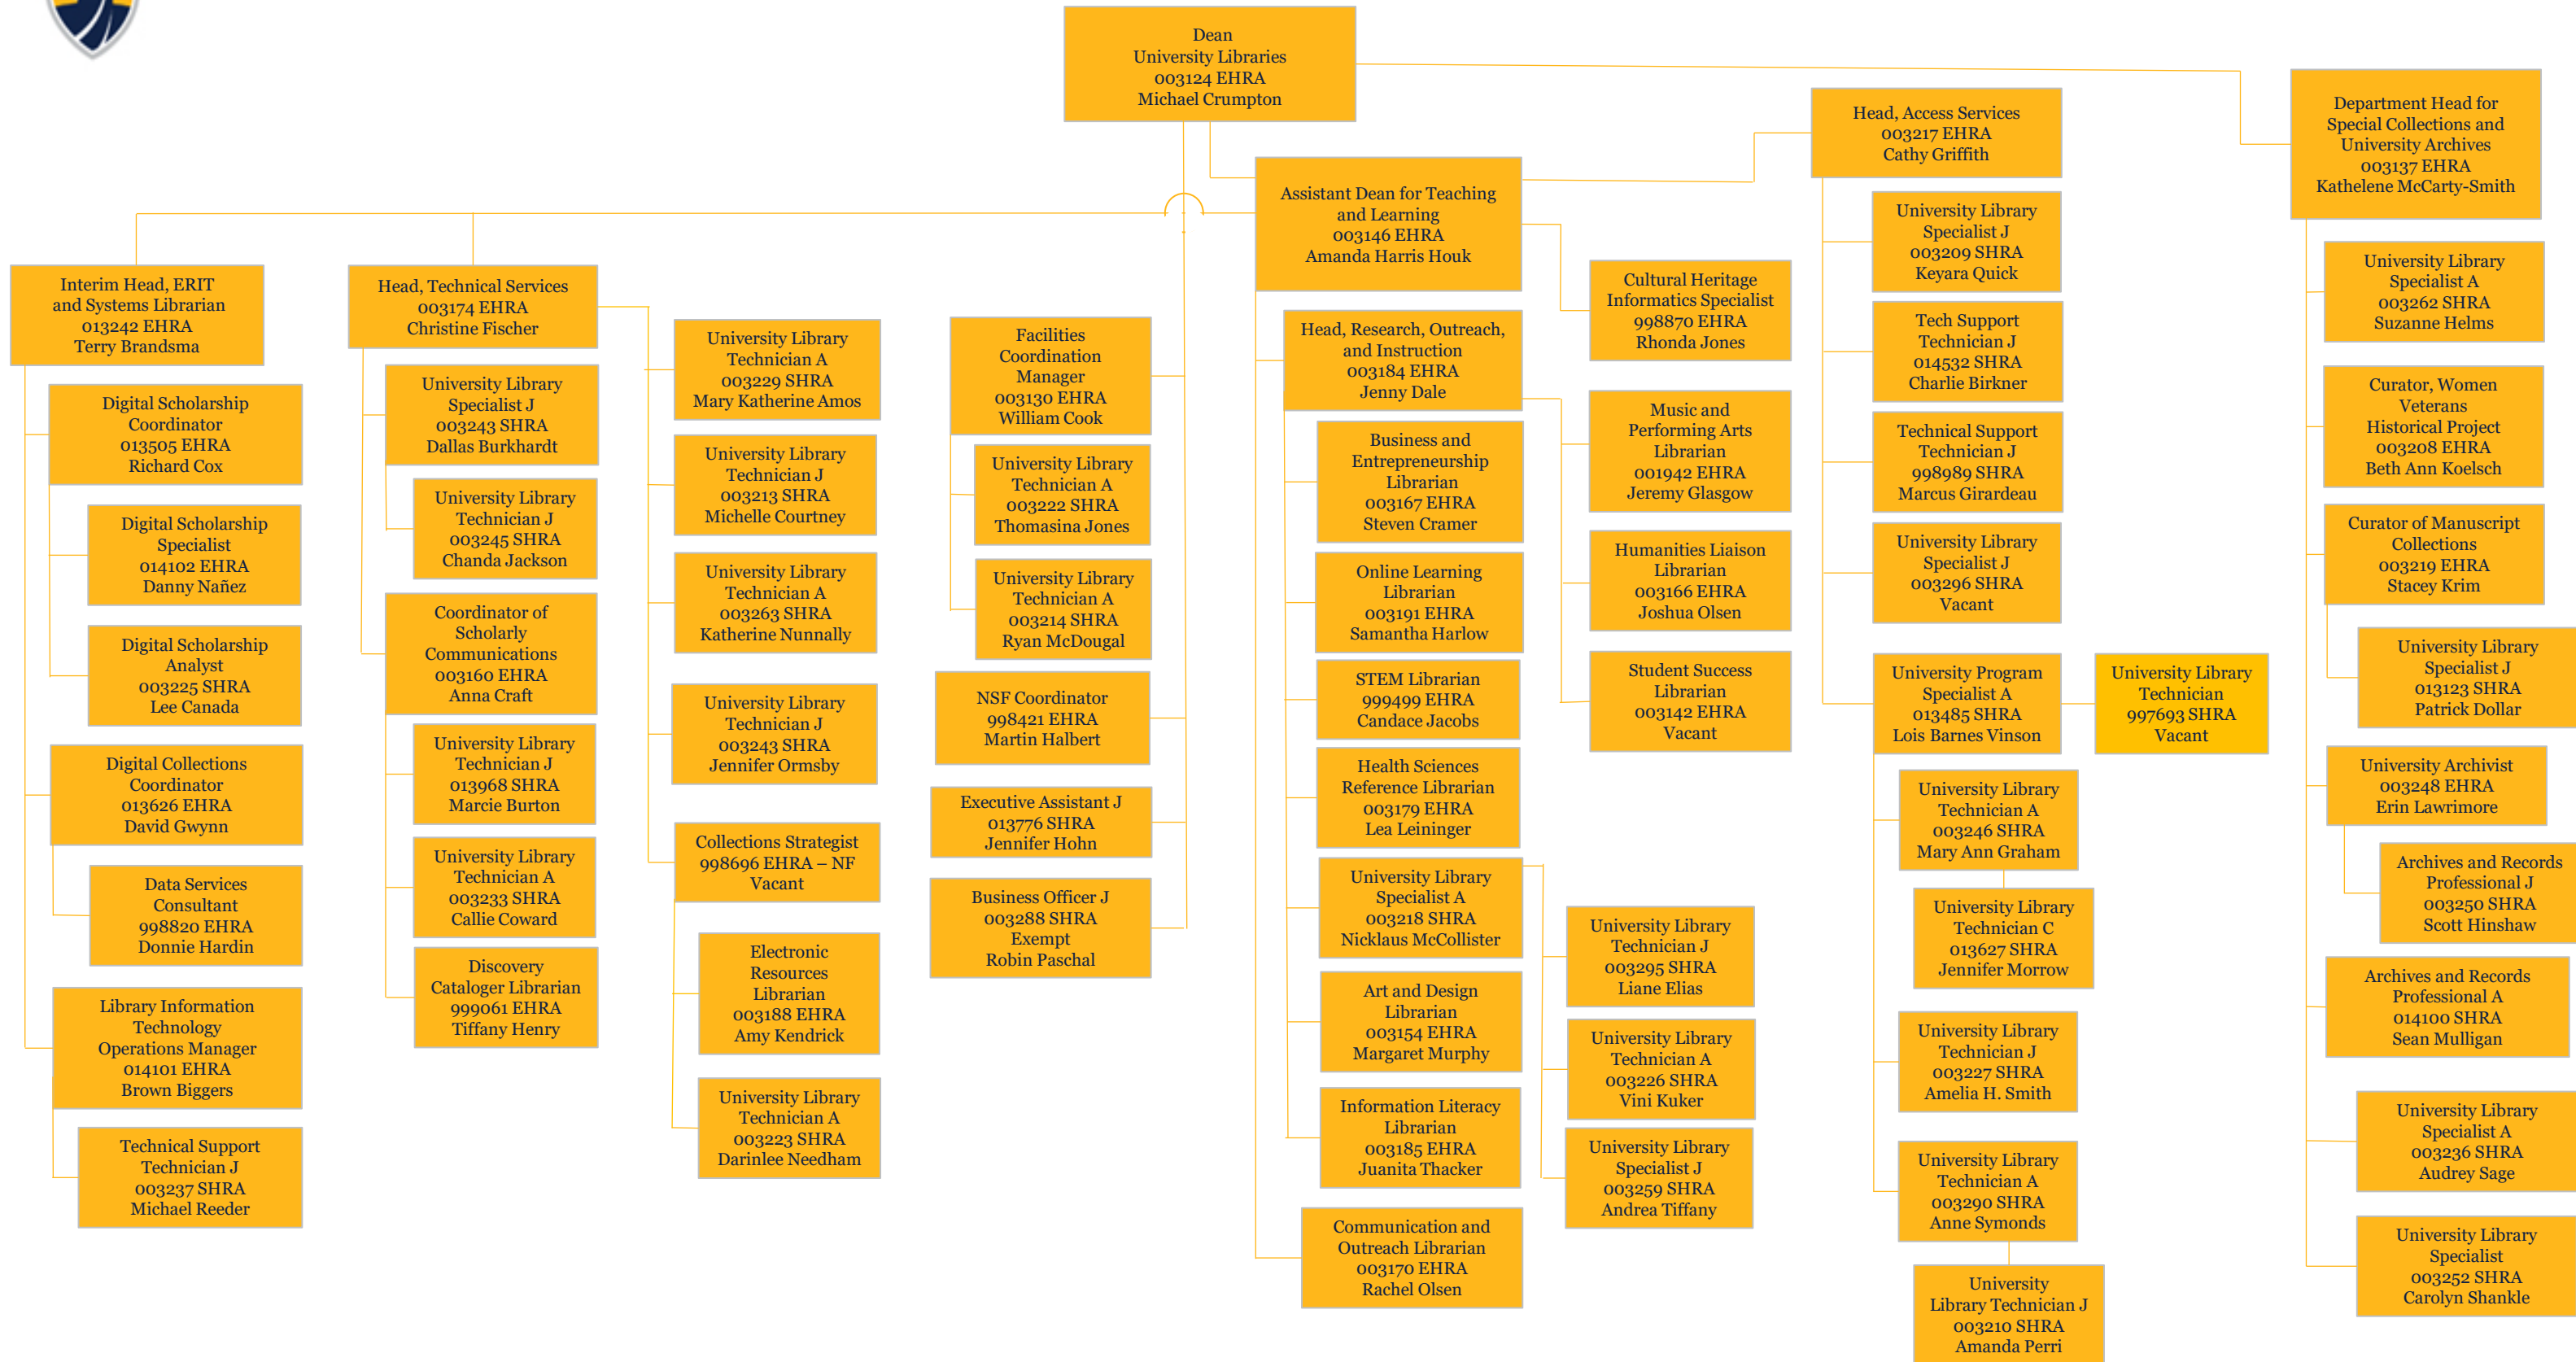 Dean
University Libraries
003124 EHRA
Michael Crumpton
Assistant Dean for Teaching
and Learning
003146 EHRA
Amanda Harris Houk
Head, Access Services
003217 EHRA
Cathy Griffith
Department Head for
Special Collections and
University Archives
003137 EHRA
Kathelene McCarty-Smith
Interim Head, ERIT
and Systems Librarian
013242 EHRA
Terry Brandsma
Digital Scholarship
Coordinator
013505 EHRA
Richard Cox
Digital Scholarship
Specialist
014102 EHRA
Danny Nañez
Digital Scholarship
Analyst
003225 SHRA
Lee Canada
Digital Collections
Coordinator
013626 EHRA
David Gwynn
Data Services
Consultant
998820 EHRA
Donnie Hardin
Library Information
Technology
Operations Manager
014101 EHRA
Brown Biggers
Technical Support
Technician J
003237 SHRA
Michael Reeder
Head, Technical Services
003174 EHRA
Christine Fischer
University Library
Specialist J
003243 SHRA
Dallas Burkhardt
University Library
Technician J
003245 SHRA
Chanda Jackson
Coordinator of
Scholarly
Communications
003160 EHRA
Anna Craft
University Library
Technician J
013968 SHRA
Marcie Burton
University Library
Technician A
003233 SHRA
Callie Coward
Discovery
Cataloger Librarian
999061 EHRA
Tiffany Henry
University Library
Technician A
003229 SHRA
Mary Katherine Amos
University Library
Technician J
003213 SHRA
Michelle Courtney
University Library
Technician A
003263 SHRA
Katherine Nunnally
University Library
Technician J
003243 SHRA
Jennifer Ormsby
Collections Strategist
998696 EHRA – NF
Vacant
Electronic
Resources
Librarian
003188 EHRA
Amy Kendrick
University Library
Technician A
003223 SHRA
Darinlee Needham
Facilities
Coordination
Manager
003130 EHRA
William Cook
University Library
Technician A
003222 SHRA
Thomasina Jones
University Library
Technician A
003214 SHRA
Ryan McDougal
NSF Coordinator
998421 EHRA
Martin Halbert
Executive Assistant J
013776 SHRA
Jennifer Hohn
Business Officer J
003288 SHRA
Exempt
Robin Paschal
Head, Research, Outreach,
and Instruction
003184 EHRA
Jenny Dale
Business and
Entrepreneurship
Librarian
003167 EHRA
Steven Cramer
Online Learning
Librarian
003191 EHRA
Samantha Harlow
STEM Librarian
999499 EHRA
Candace Jacobs
Health Sciences
Reference Librarian
003179 EHRA
Lea Leininger
University Library
Specialist A
003218 SHRA
Nicklaus McCollister
Art and Design
Librarian
003154 EHRA
Margaret Murphy
Information Literacy
Librarian
003185 EHRA
Juanita Thacker
Communication and
Outreach Librarian
003170 EHRA
Rachel Olsen
Cultural Heritage
Informatics Specialist
998870 EHRA
Rhonda Jones
Music and
Performing Arts
Librarian
001942 EHRA
Jeremy Glasgow
Humanities Liaison
Librarian
003166 EHRA
Joshua Olsen
Student Success
Librarian
003142 EHRA
Vacant
University Library
Technician J
003295 SHRA
Liane Elias
University Library
Technician A
003226 SHRA
Vini Kuker
University Library
Specialist J
003259 SHRA
Andrea Tiffany
University Library
Specialist J
003209 SHRA
Keyara Quick
Tech Support
Technician J
014532 SHRA
Charlie Birkner
Technical Support
Technician J
998989 SHRA
Marcus Girardeau
University Library
Specialist J
003296 SHRA
Vacant
University Program
Specialist A
013485 SHRA
Lois Barnes Vinson
University Library
Technician
997693 SHRA
Vacant
University Library
Technician A
003246 SHRA
Mary Ann Graham
University Library
Technician C
013627 SHRA
Jennifer Morrow
University Library
Technician J
003227 SHRA
Amelia H. Smith
University Library
Technician A
003290 SHRA
Anne Symonds
University
Library Technician J
003210 SHRA
Amanda Perri
University Library
Specialist A
003262 SHRA
Suzanne Helms
Curator, Women
Veterans
Historical Project
003208 EHRA
Beth Ann Koelsch
Curator of Manuscript
Collections
003219 EHRA
Stacey Krim
University Library
Specialist J
013123 SHRA
Patrick Dollar
University Archivist
003248 EHRA
Erin Lawrimore
Archives and Records
Professional J
003250 SHRA
Scott Hinshaw
Archives and Records
Professional A
014100 SHRA
Sean Mulligan
University Library
Specialist A
003236 SHRA
Audrey Sage
University Library
Specialist
003252 SHRA
Carolyn Shankle